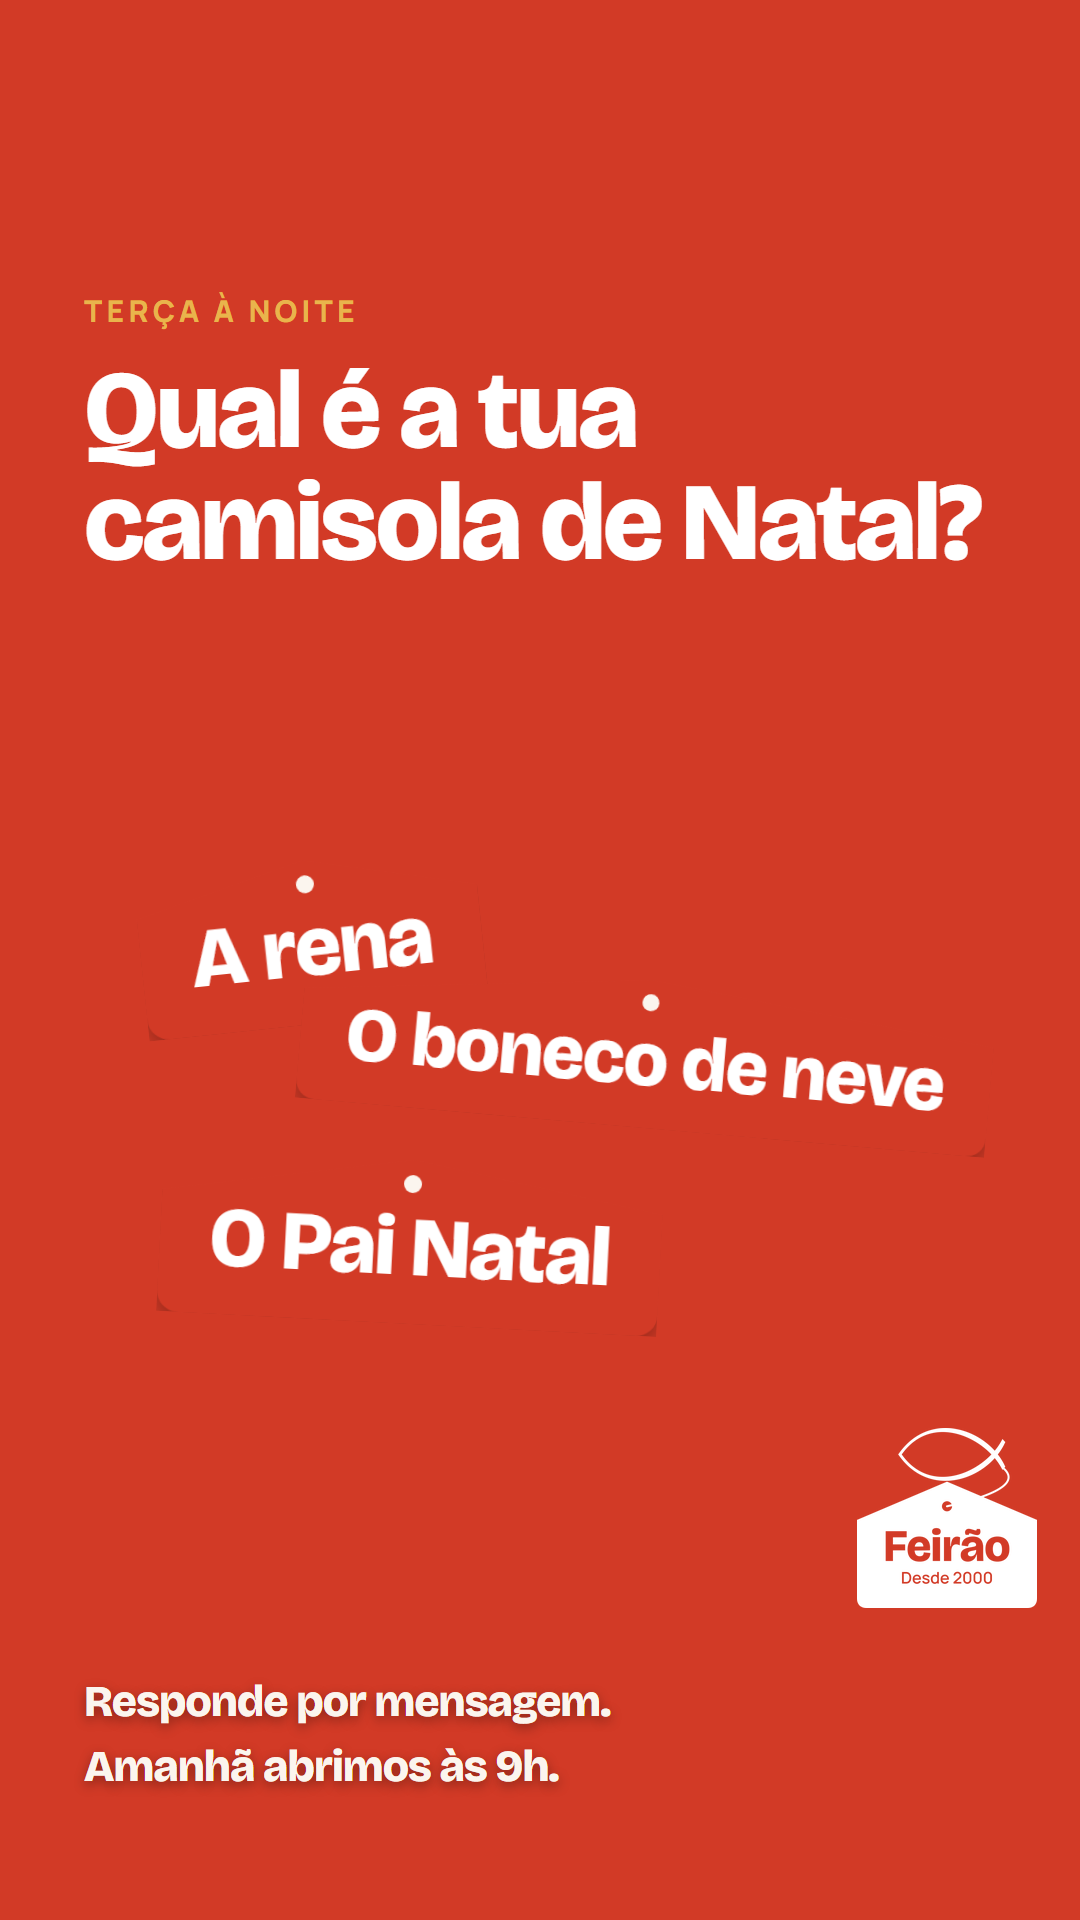 TERÇA À NOITE
Qual é a tua
camisola de Natal?
A rena
O boneco de neve
O Pai Natal
Feirão
Desde 2000
Responde por mensagem.
Amanhã abrimos às 9h.